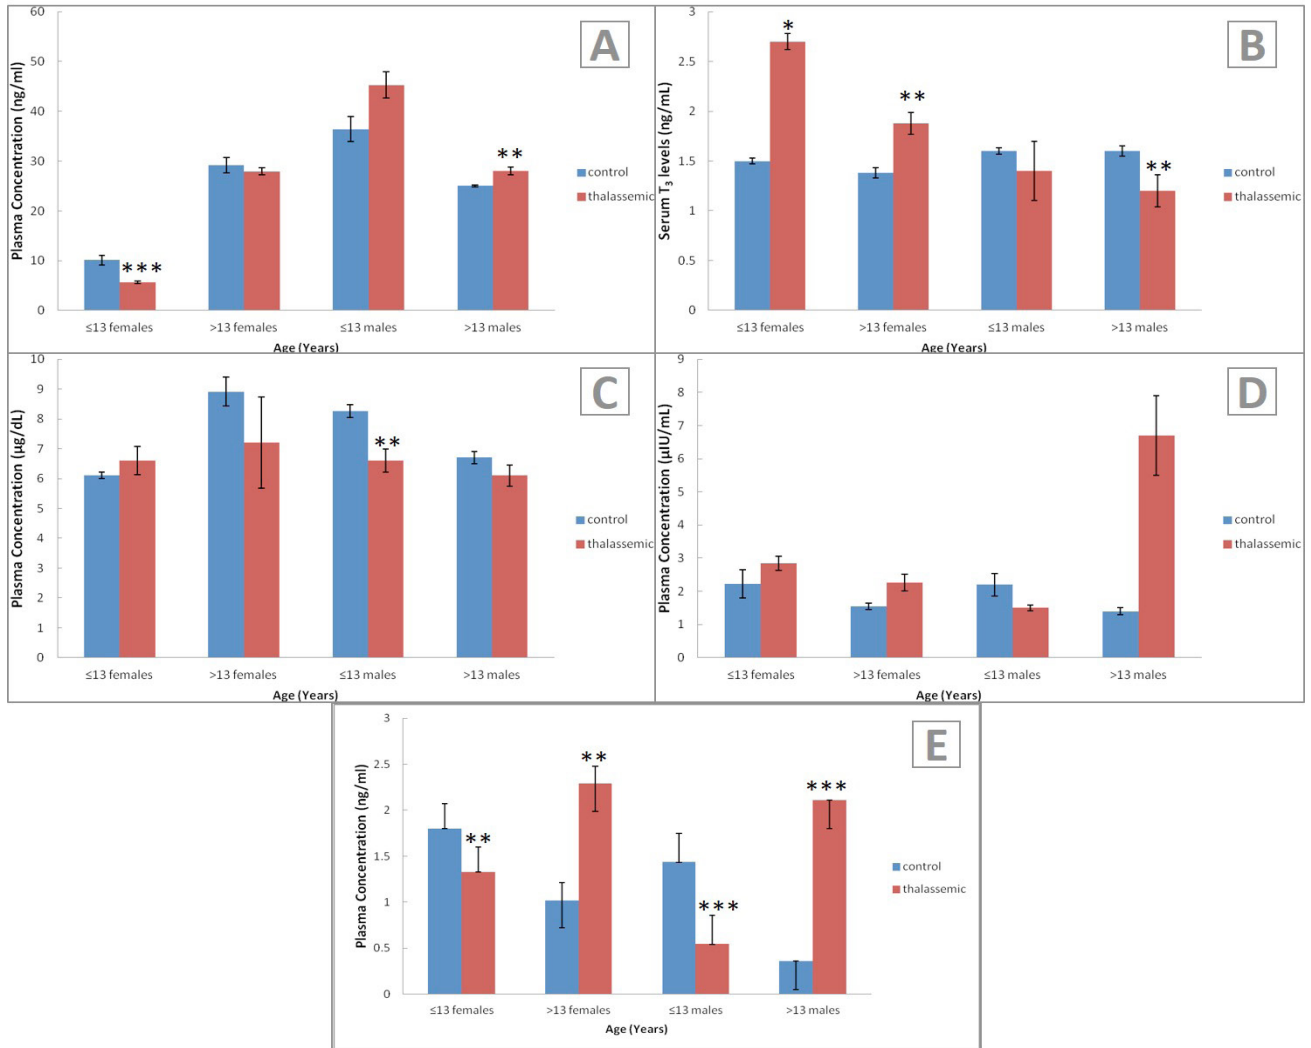 60
50
40
30
20
10
0
Plasma Concentration (ng/ml)
A
***
**
control
thalassemic
≤13 females >13 females ≤13 males >13 males
Age (Years)
3
2.5
2
1.5
1
0.5
0
Serum T3 levels (ng/mL)
B
*
**
**
control
thalassemic
≤13 females >13 females ≤13 males >13 males
Age (Years)
10
9
8
7
6
5
4
3
2
1
0
Plasma Concentration (µg/dL)
C
**
control
thalassemic
≤13 females >13 females ≤13 males >13 males
Age (Years)
9
8
7
6
5
4
3
2
1
0
Plasma Concentration (µIU/mL)
D
control
thalassemic
≤13 females >13 females ≤13 males >13 males
Age (Years)
3
2.5
2
1.5
1
0.5
0
Plasma Concentration (ng/ml)
E
**
**
***
***
control
thalassemic
≤13 females >13 females ≤13 males >13 males
Age (Years)